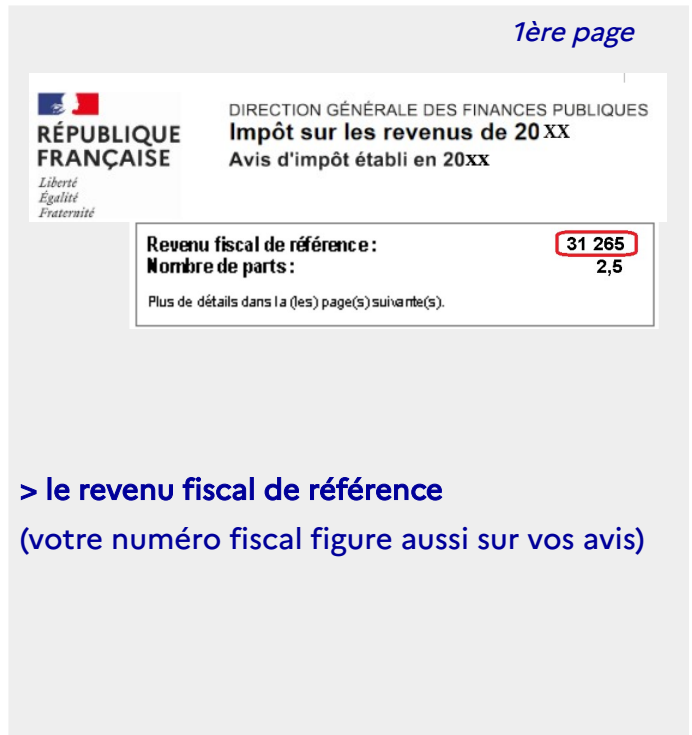 1ère page
RÉPUBLIQUE
FRANÇAISE
Liberté
Égalité
Fraternité
DIRECTION GÉNÉRALE DES FINANCES PUBLIQUES
Impôt sur les revenus de 20XX
Avis d'impôt établi en 20xx
Revenu fiscal de référence : 31 265
Nombre de parts : 2,5
Plus de détails dans la (les) page(s) suivante(s).
> le revenu fiscal de référence
(votre numéro fiscal figure aussi sur vos avis)